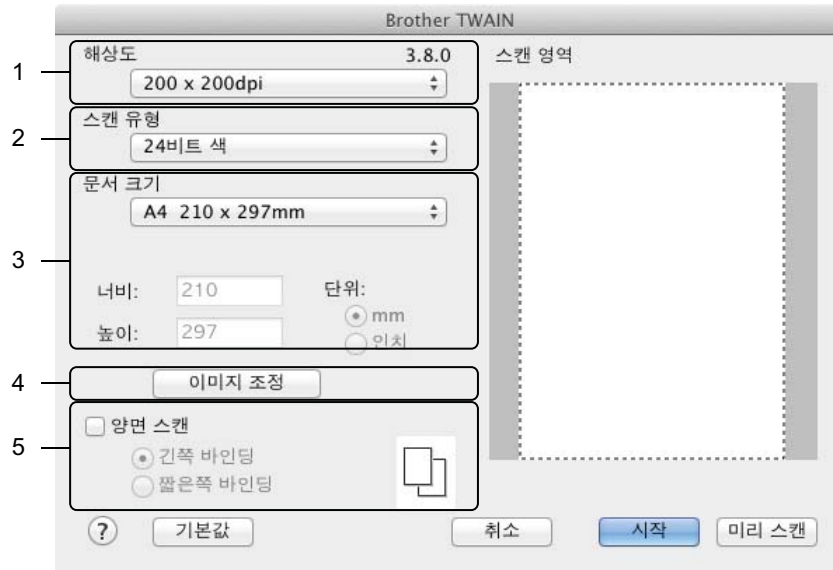 Brother TWAIN
1
해상도 3.8.0
200 x 200dpi
2
스캔 유형
24비트 색
3
문서 크기
A4 210 x 297mm
너비: 210
높이: 297
단위:
mm
인치
4
이미지 조정
5
양면 스캔
긴쪽 바인딩
짧은쪽 바인딩
스캔 영역
? 기본값 취소 시작 미리 스캔